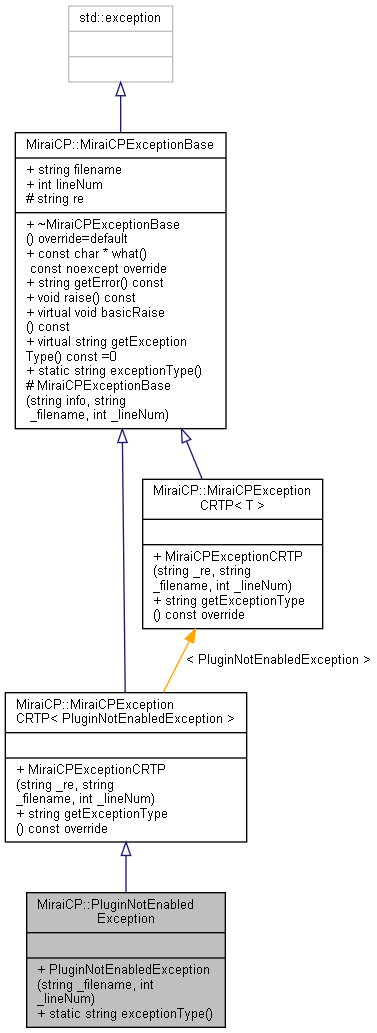 std::exception
MiraiCP::MiraiCPExceptionBase
+ string filename
+ int lineNum
# string re
+ ~MiraiCPExceptionBase
() override=default
+ const char * what()
const noexcept override
+ string getError() const
+ void raise() const
+ virtual void basicRaise
() const
+ virtual string getException
Type() const =0
+ static string exceptionType()
# MiraiCPExceptionBase
(string info, string
_filename, int _lineNum)
MiraiCP::MiraiCPException
CRTP< T >
+ MiraiCPExceptionCRTP
(string _re, string
_filename, int _lineNum)
+ string getExceptionType
() const override
< PluginNotEnabledException >
MiraiCP::MiraiCPException
CRTP< PluginNotEnabledException >
+ MiraiCPExceptionCRTP
(string _re, string
_filename, int _lineNum)
+ string getExceptionType
() const override
MiraiCP::PluginNotEnabled
Exception
+ PluginNotEnabledException
(string _filename, int
_lineNum)
+ static string exceptionType()